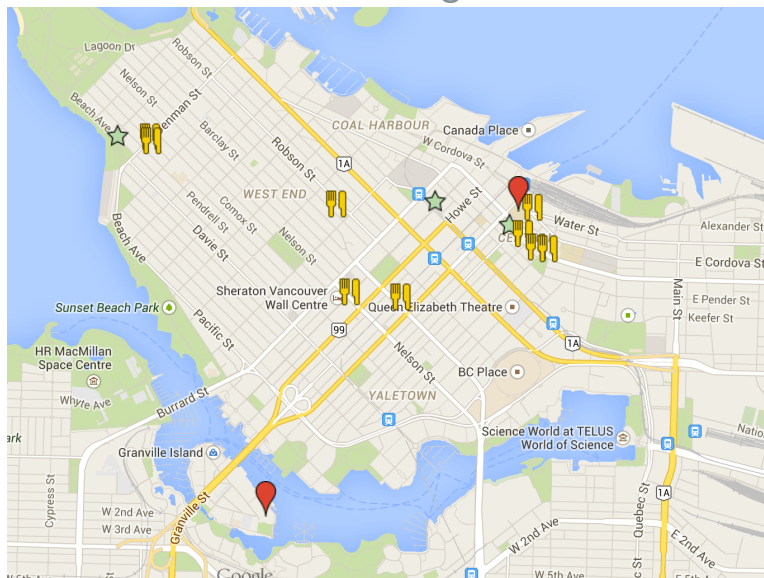 Lagoon Dr
Robson St
Nelson St
Beach Ave
Denman St
Barclay St
Robson St
1A
COAL HARBOUR
Canada Place
W Cordova St
WEST END
Pendrell St
Comox St
Davie St
Nelson St
Howe St
Water St
Alexander St
E Cordova St
Beach Ave
Sheraton Vancouver
Wall Centre
Queen Elizabeth Theatre
E Pender St
Keefer St
Main St
Sunset Beach Park
Pacific St
99
1A
HR MacMillan
Space Centre
Nelson St
BC Place
Whyte Ave
Burrard St
YALETOWN
Science World at TELUS
World of Science
Granville Island
Cypress St
Granville St
W 2nd Ave
W 3rd Ave
1A
Quebec St
W 2nd Ave
E 2nd Ave
Google